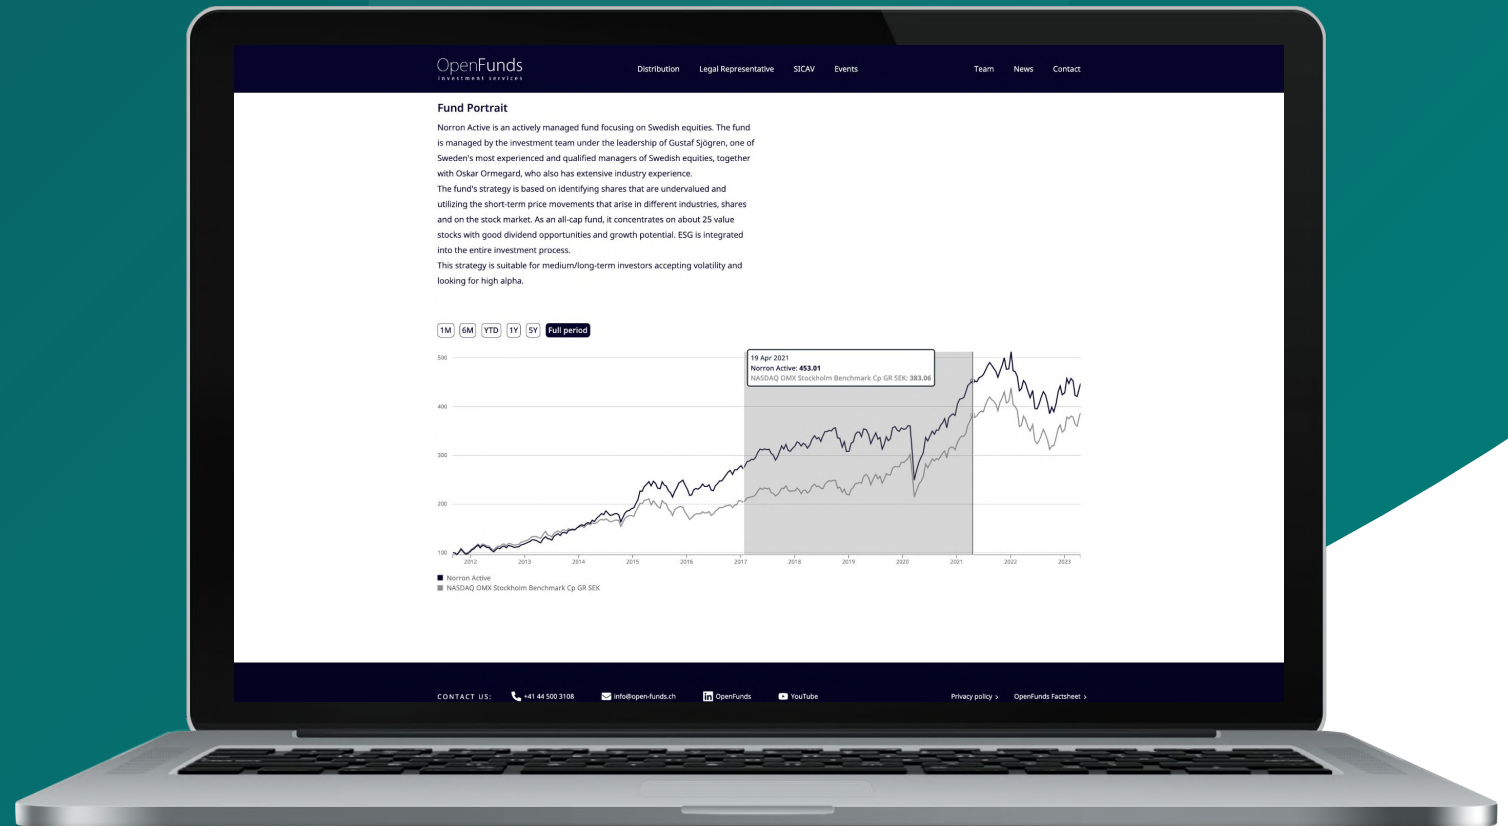 OpenFunds
investment services
Distribution Legal Representative SICAV Events Team News Contact
Fund Portrait
Norron Active is an actively managed fund focusing on Swedish equities. The fund
is managed by the investment team under the leadership of Gustaf Sjögren, one of
Sweden's most experienced and qualified managers of Swedish equities, together
with Oskar Ormegard, who also has extensive industry experience.
The fund's strategy is based on identifying shares that are undervalued and
utilizing the short-term price movements that arise in different industries, shares
and on the stock market. As an all-cap fund, it concentrates on about 25 value
stocks with good dividend opportunities and growth potential. ESG is integrated
into the entire investment process.
This strategy is suitable for medium/long-term investors accepting volatility and
looking for high alpha.
1M 6M YTD 1Y 5Y Full period
19 Apr 2021
Norron Active: 453.01
NASDAQ OMX Stockholm Benchmark Cp GR SEK: 383.06
500
400
300
200
100
2012 2013 2014 2015 2016 2017 2018 2019 2020 2021 2022 2023
Norron Active
NASDAQ OMX Stockholm Benchmark Cp GR SEK
CONTACT US: +41 44 500 3108 info@open-funds.ch OpenFunds YouTube Privacy policy > OpenFunds Factsheet >